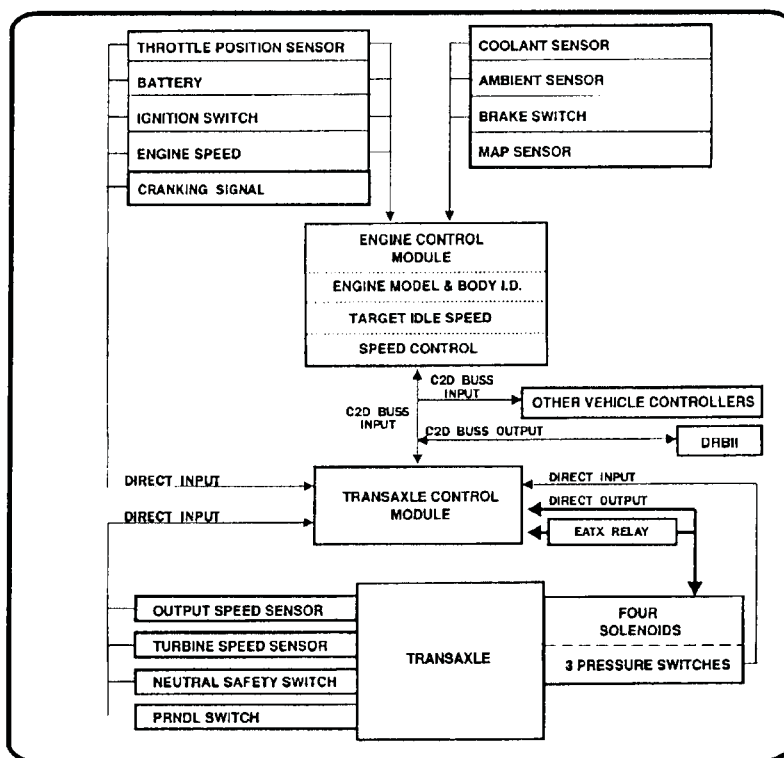 THROTTLE POSITION SENSOR
BATTERY
IGNITION SWITCH
ENGINE SPEED
CRANKING SIGNAL
COOLANT SENSOR
AMBIENT SENSOR
BRAKE SWITCH
MAP SENSOR
ENGINE CONTROL
MODULE
ENGINE MODEL & BODY I.D.
TARGET IDLE SPEED
SPEED CONTROL
C2D BUSS
INPUT
C2D BUSS
INPUT
OTHER VEHICLE CONTROLLERS
C2D BUSS OUTPUT
DRBII
DIRECT INPUT
DIRECT INPUT
TRANSAXLE CONTROL
MODULE
DIRECT INPUT
DIRECT OUTPUT
EATX RELAY
OUTPUT SPEED SENSOR
TURBINE SPEED SENSOR
NEUTRAL SAFETY SWITCH
PRNDL SWITCH
TRANSAXLE
FOUR
SOLENOIDS
3 PRESSURE SWITCHES